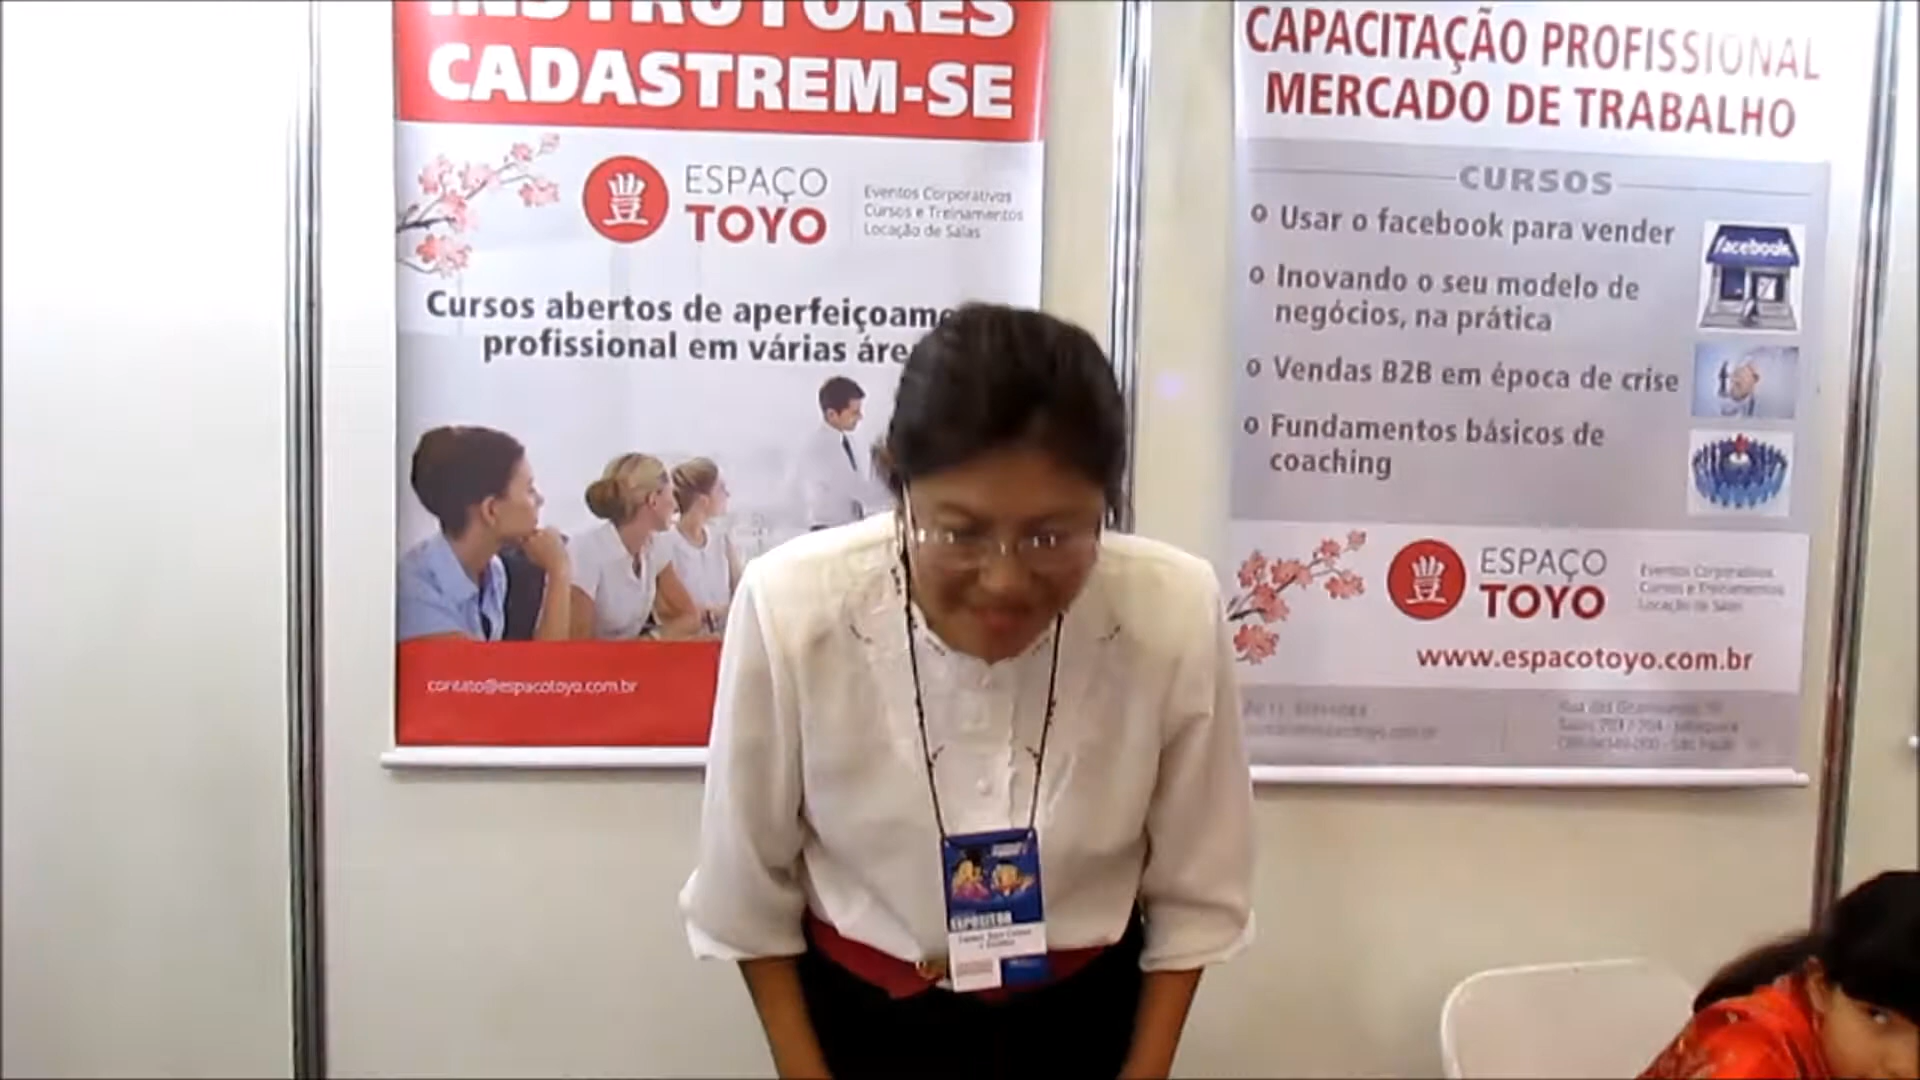 INSTRUTORES
CADASTREM-SE
ESPAÇO
TOYO
Eventos Corporativos
Cursos e Treinamentos
Locação de Salas
Cursos abertos de aperfeiçoame
profissional em várias áre
contato@espacotoyo.com.br
CAPACITAÇÃO PROFISSIONAL
MERCADO DE TRABALHO
CURSOS
o Usar o facebook para vender
o Inovando o seu modelo de
negócios, na prática
o Vendas B2B em época de crise
o Fundamentos básicos de
coaching
facebook
ESPAÇO
TOYO
Eventos Corporativos
Cursos e Treinamentos
Locação de Salas
www.espacotoyo.com.br
EXPOSITOR